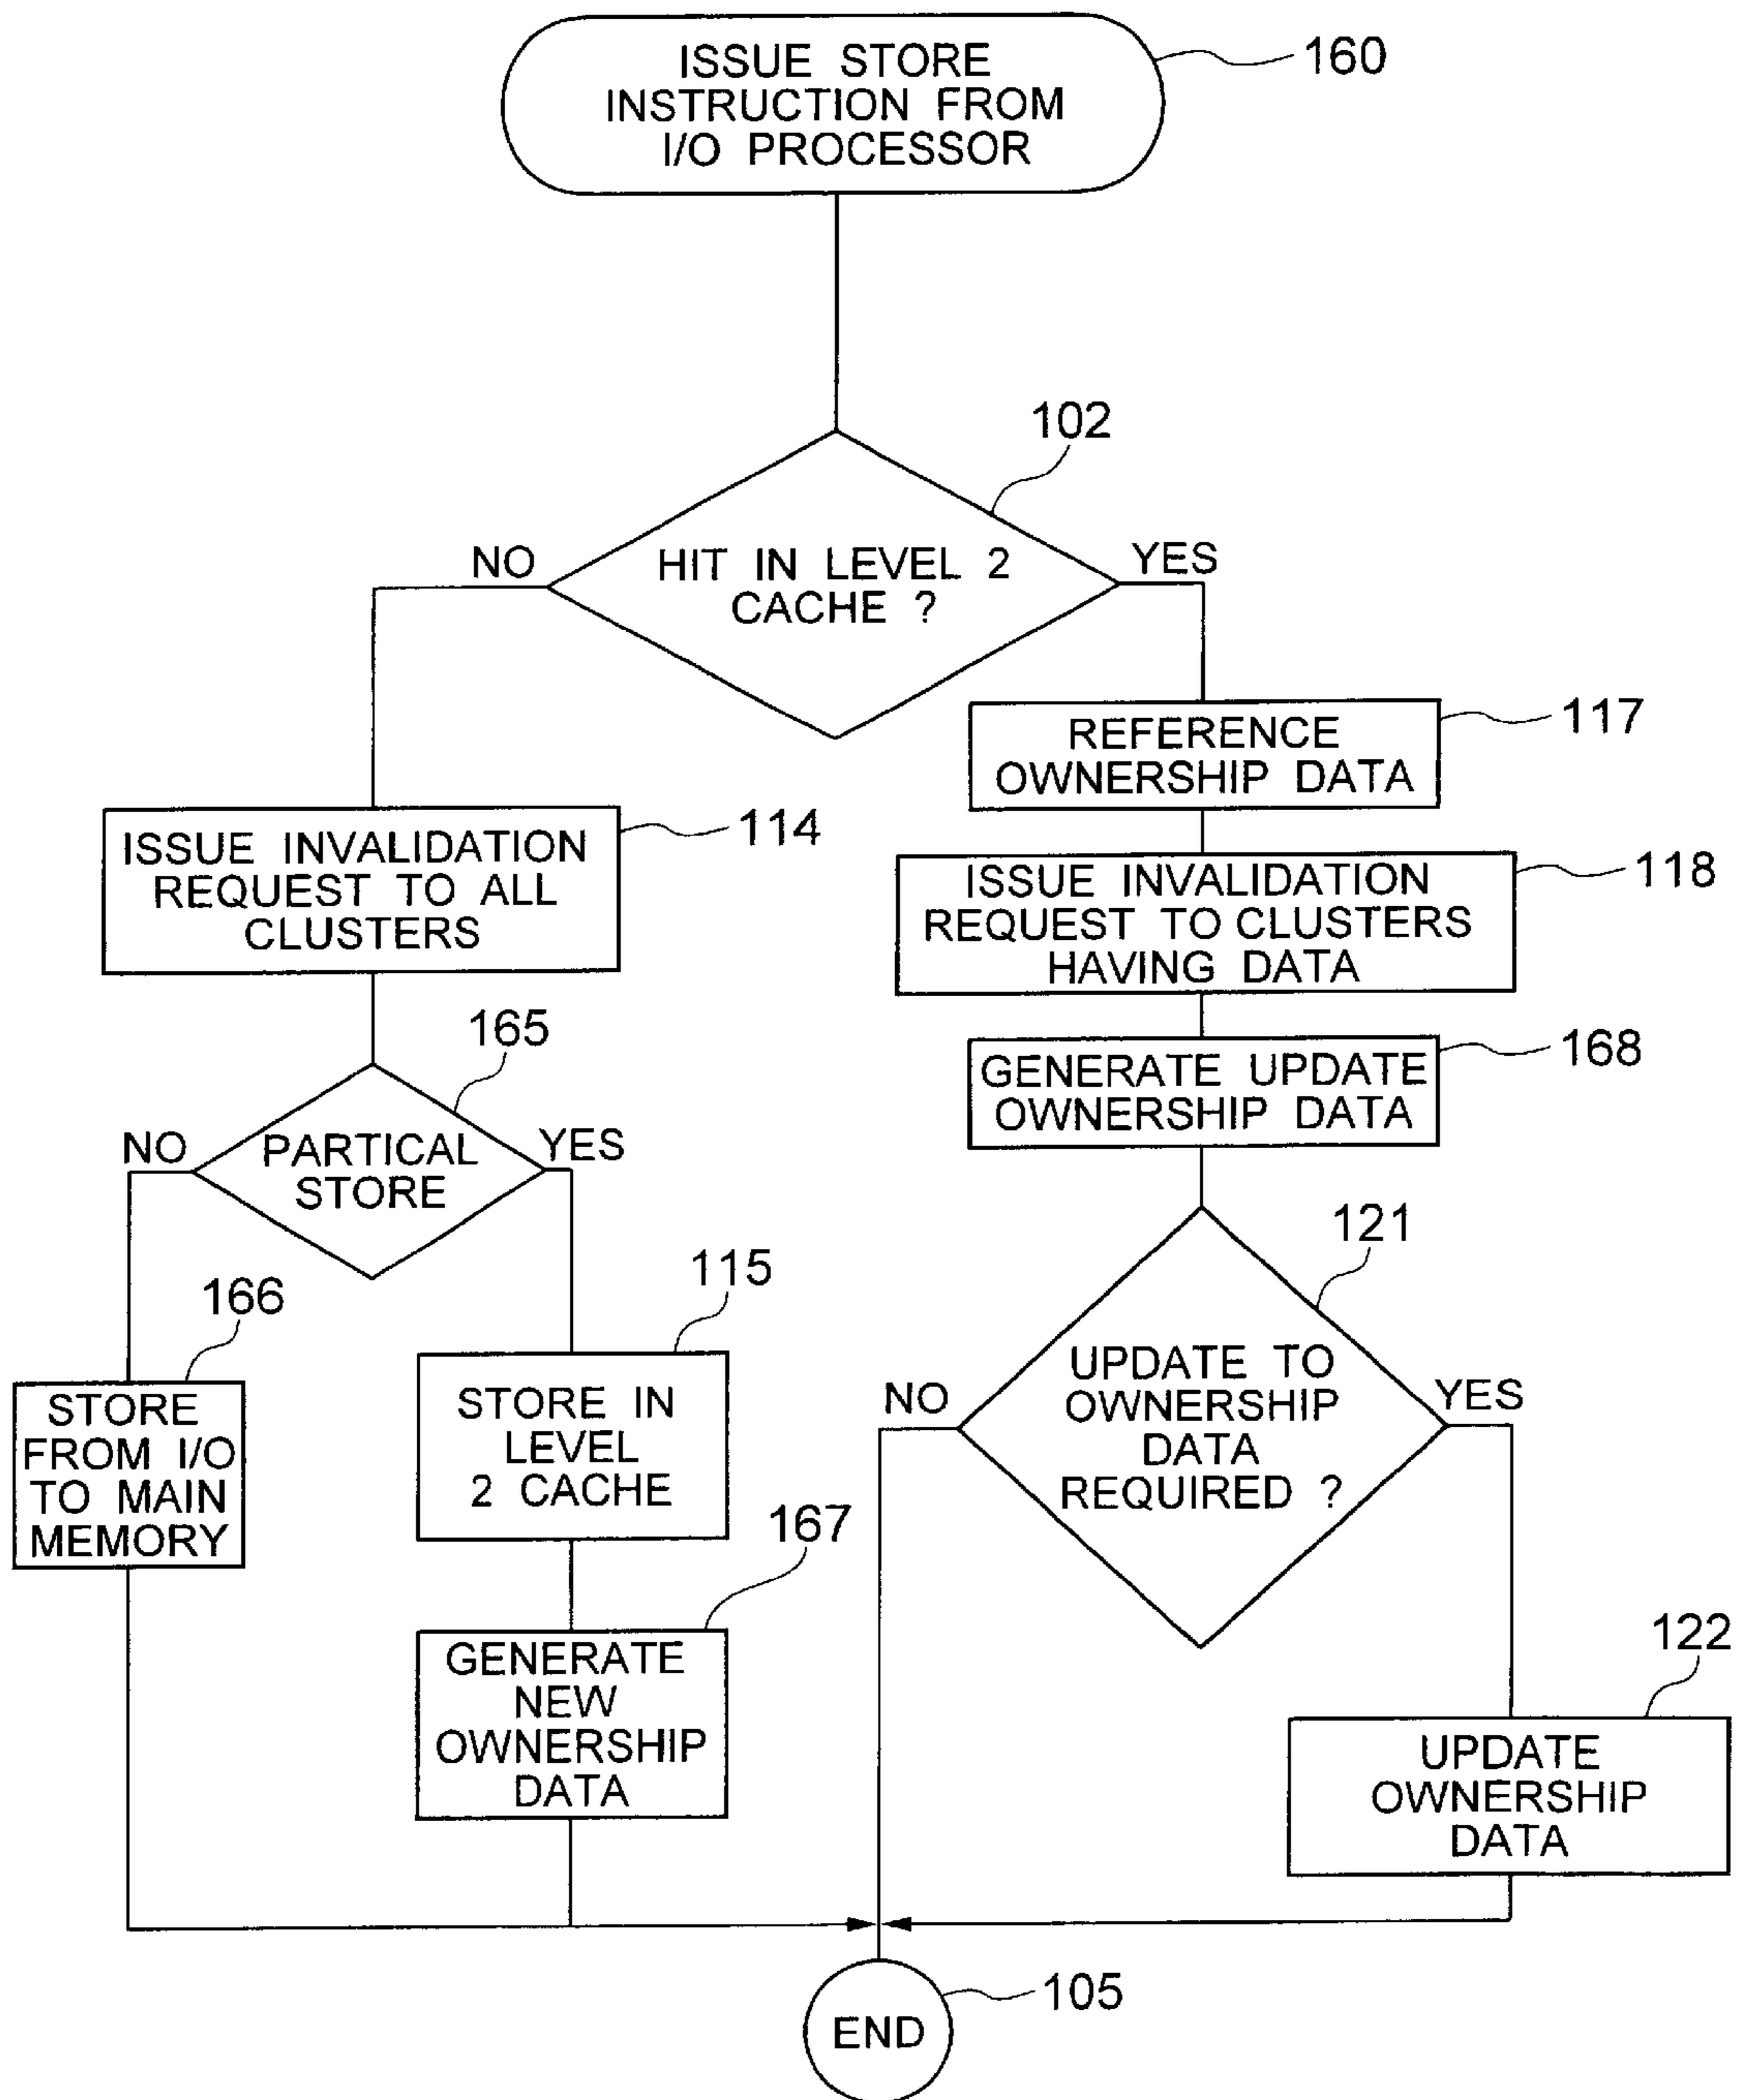 ISSUE STORE
INSTRUCTION FROM
I/O PROCESSOR
160
102
HIT IN LEVEL 2
CACHE ?
NO
YES
REFERENCE
OWNERSHIP DATA
117
ISSUE INVALIDATION
REQUEST TO ALL
CLUSTERS
114
ISSUE INVALIDATION
REQUEST TO CLUSTERS
HAVING DATA
118
165
GENERATE UPDATE
OWNERSHIP DATA
168
NO
PARTICAL
STORE
YES
121
166
115
STORE
FROM I/O
TO MAIN
MEMORY
STORE IN
LEVEL
2 CACHE
NO
UPDATE TO
OWNERSHIP
DATA
REQUIRED ?
YES
167
GENERATE
NEW
OWNERSHIP
DATA
122
UPDATE
OWNERSHIP
DATA
105
END